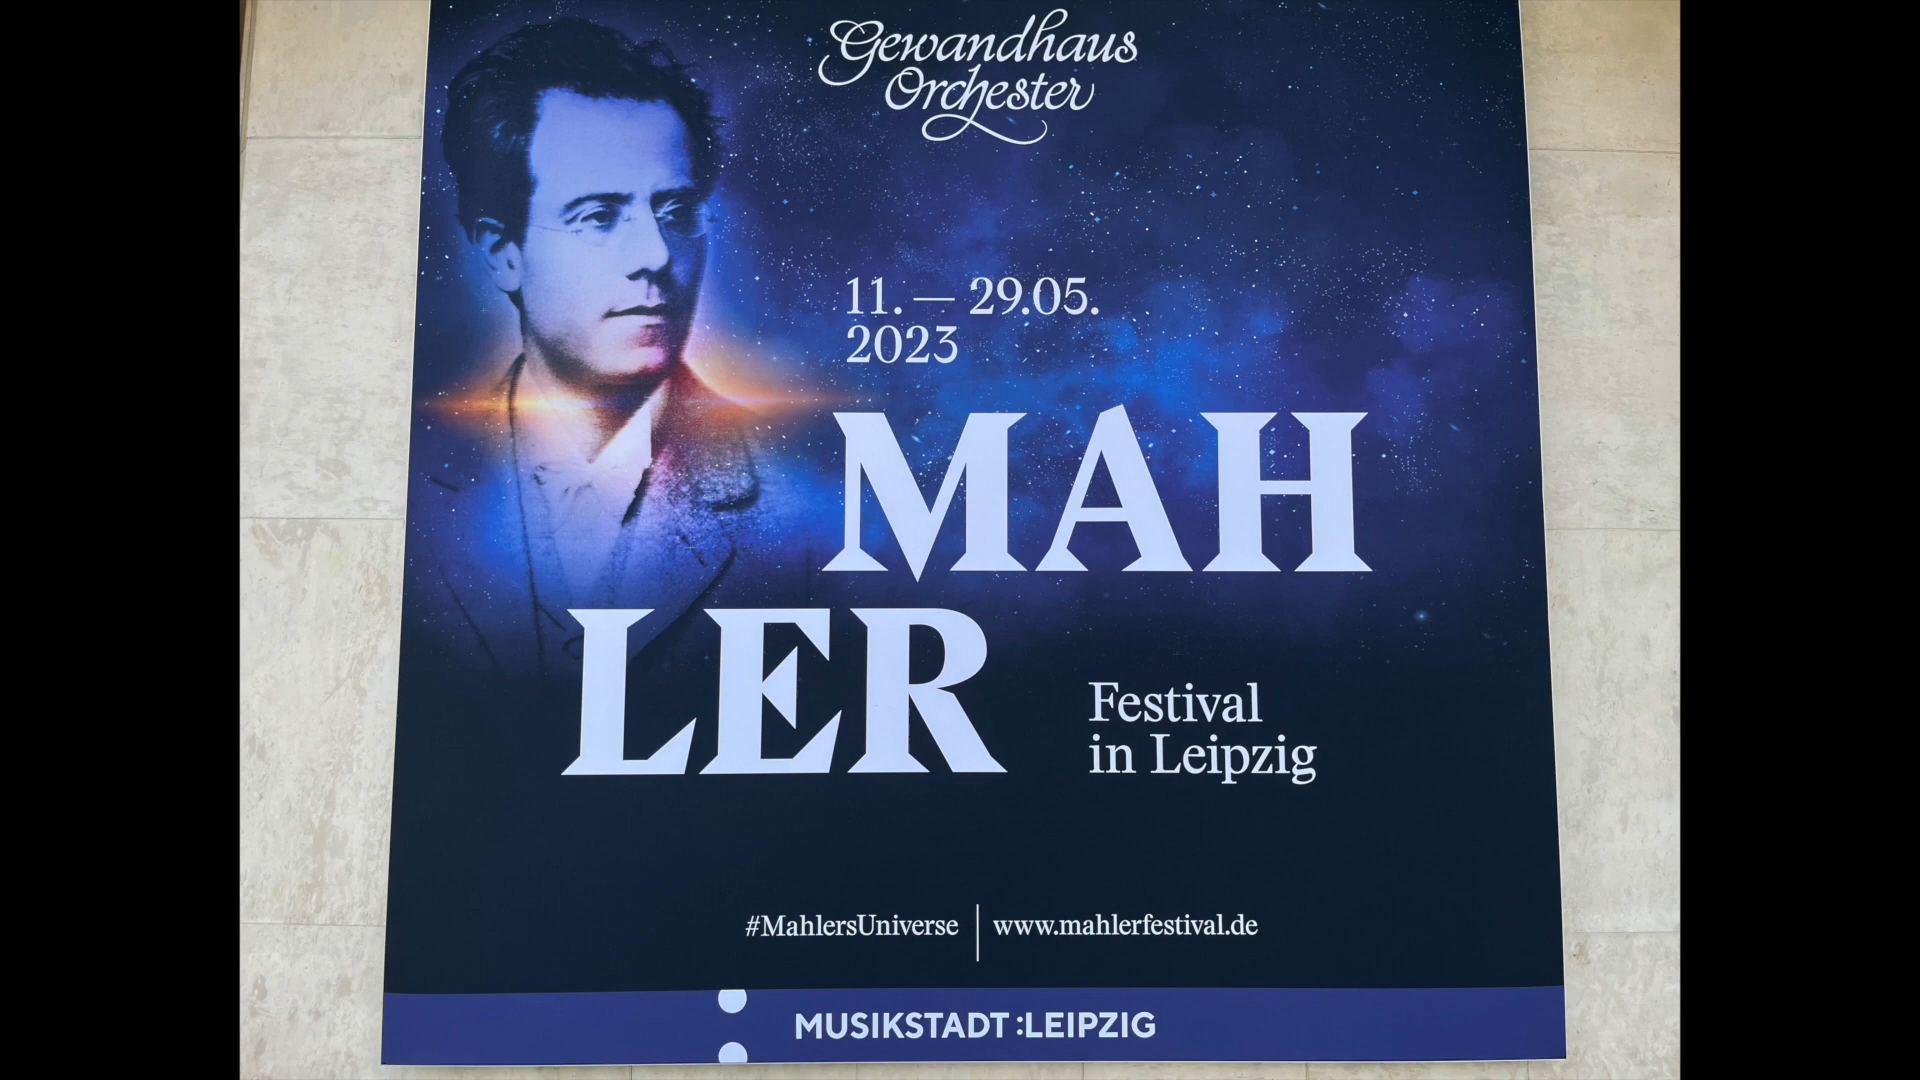 Gewandhaus
Orchester
11. — 29.05.
2023
MAH
LER
Festival
in Leipzig
#MahlersUniverse | www.mahlerfestival.de
MUSIKSTADT :LEIPZIG